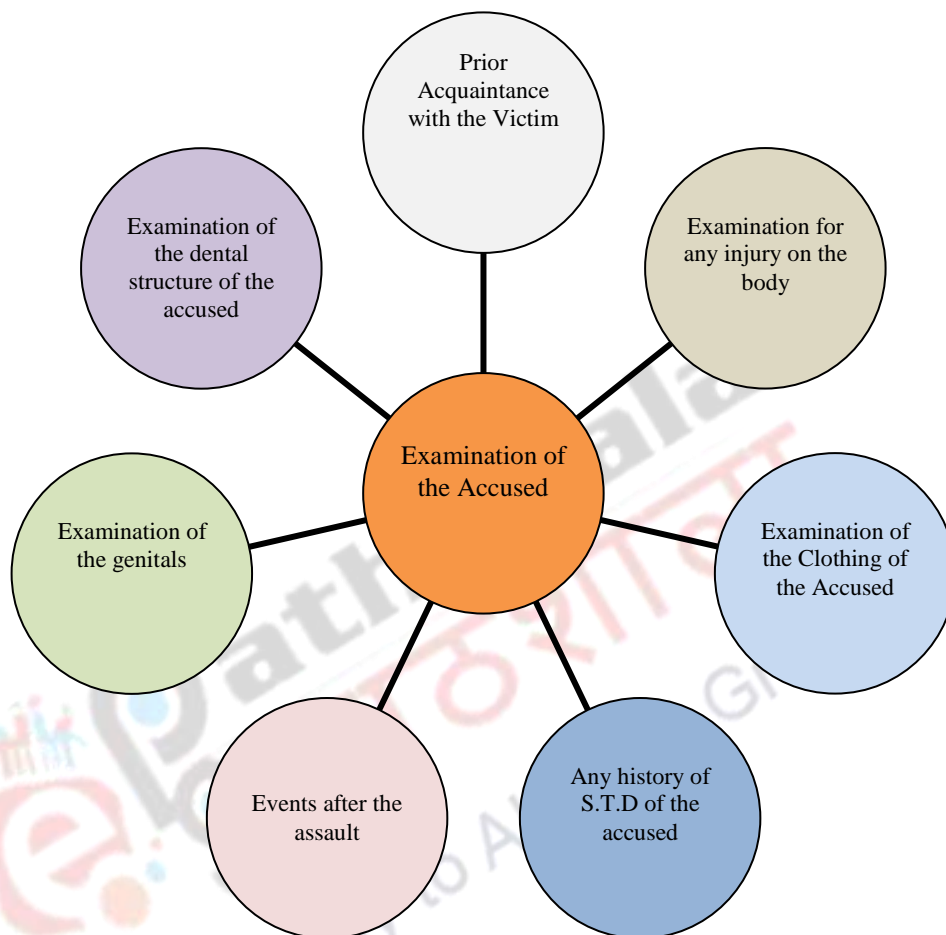 Prior
Acquaintance
with the Victim
Examination for
any injury on the
body
Examination of
the Clothing of
the Accused
Any history of
S.T.D of the
accused
Events after the
assault
Examination of
the genitals
Examination of
the dental
structure of the
accused
Examination of
the Accused